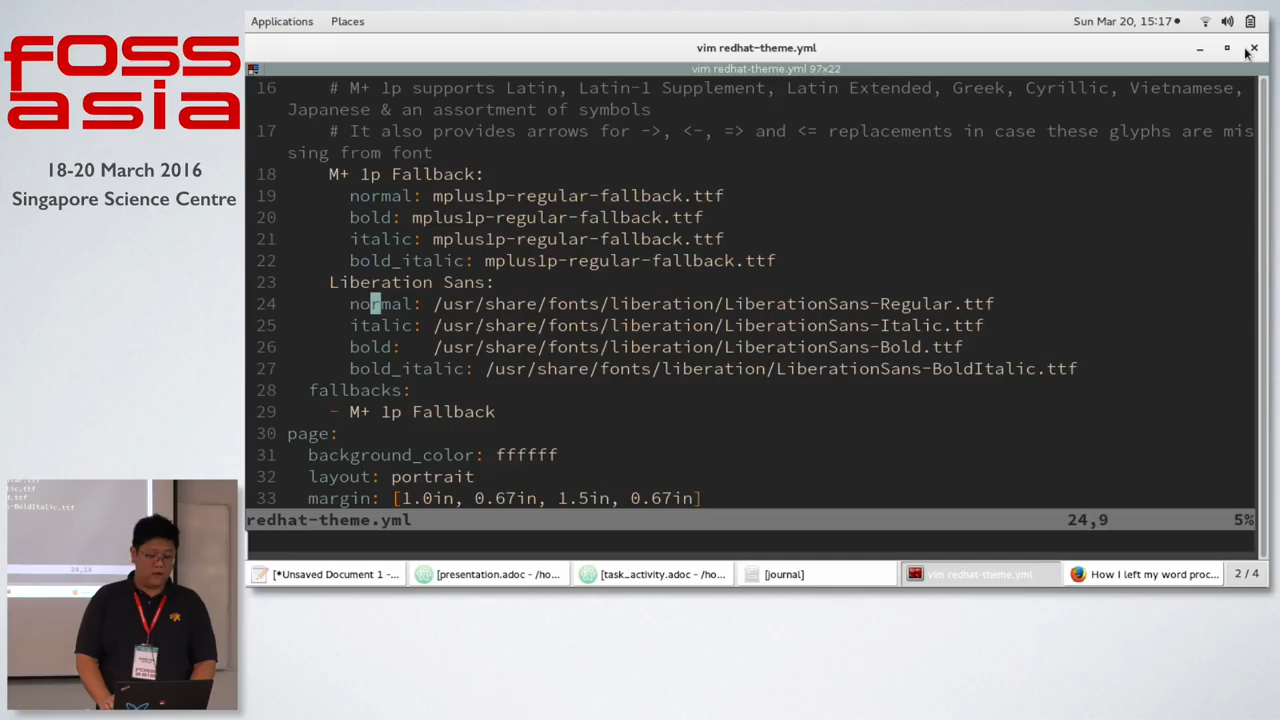 foss
asia
18-20 March 2016
Singapore Science Centre
Applications Places Sun Mar 20, 15:17
vim redhat-theme.yml
vim redhat-theme.yml 97x22
16 # M+ 1p supports Latin, Latin-1 Supplement, Latin Extended, Greek, Cyrillic, Vietnamese,
Japanese & an assortment of symbols
17 # It also provides arrows for ->, <-, => and <= replacements in case these glyphs are mis
sing from font
18 M+ 1p Fallback:
19 normal: mplus1p-regular-fallback.ttf
20 bold: mplus1p-regular-fallback.ttf
21 italic: mplus1p-regular-fallback.ttf
22 bold_italic: mplus1p-regular-fallback.ttf
23 Liberation Sans:
24 normal: /usr/share/fonts/liberation/LiberationSans-Regular.ttf
25 italic: /usr/share/fonts/liberation/LiberationSans-Italic.ttf
26 bold: /usr/share/fonts/liberation/LiberationSans-Bold.ttf
27 bold_italic: /usr/share/fonts/liberation/LiberationSans-BoldItalic.ttf
28 fallbacks:
29 - M+ 1p Fallback
30 page:
31 background_color: ffffff
32 layout: portrait
33 margin: [1.0in, 0.67in, 1.5in, 0.67in]
redhat-theme.yml 24,9 5%
[*Unsaved Document 1 -... [presentation.adoc - /ho... [task_activity.adoc - /ho... [journal] vim redhat-theme.yml How I left my word proc... 2 / 4